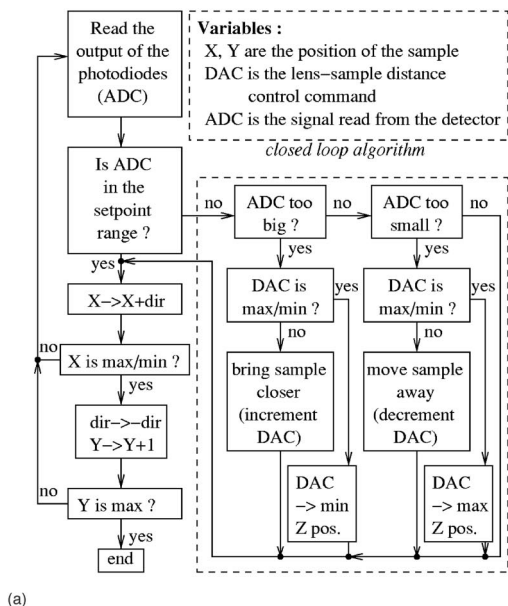 Read the
output of the
photodiodes
(ADC)
Variables :
X, Y are the position of the sample
DAC is the lens−sample distance
control command
ADC is the signal read from the detector
closed loop algorithm
Is ADC
in the
setpoint
range ?
no
yes
ADC too
big ?
no
yes
ADC too
small ?
no
yes
X−>X+dir
DAC is
max/min ?
yes
no
DAC is
max/min ?
yes
no
X is max/min ?
no
yes
bring sample
closer
(increment
DAC)
move sample
away
(decrement
DAC)
dir−>−dir
Y−>Y+1
DAC
−> min
Z pos.
DAC
−> max
Z pos.
Y is max ?
no
yes
end
(a)